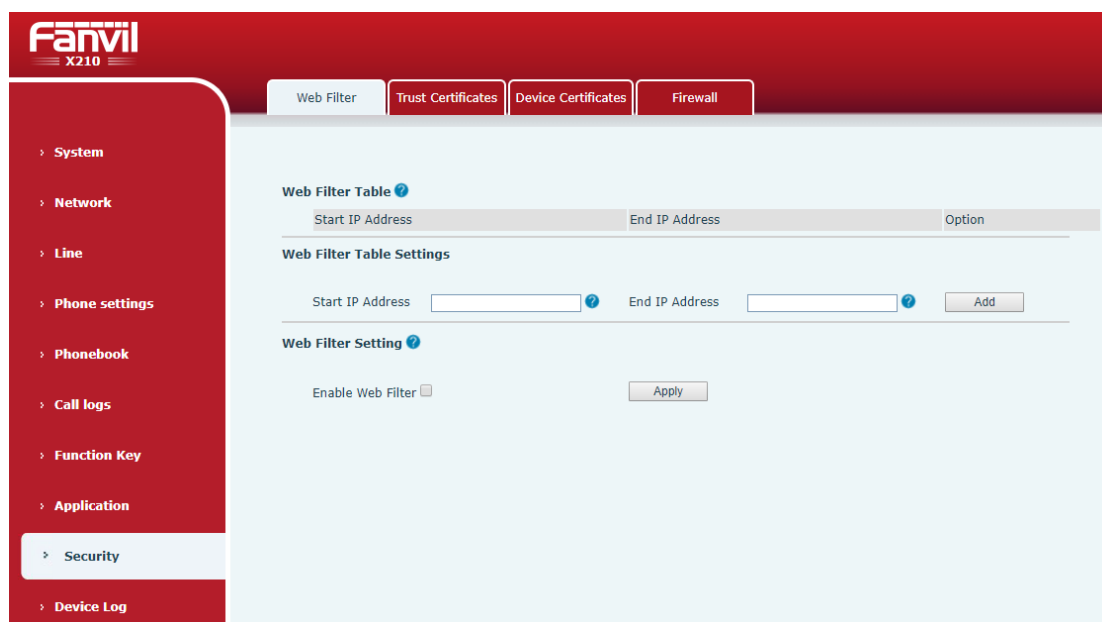 Fanvil
X210
Web Filter Trust Certificates Device Certificates Firewall
› System
› Network
› Line
› Phone settings
› Phonebook
› Call logs
› Function Key
› Application
› Security
› Device Log
Web Filter Table ?
Start IP Address End IP Address Option
Web Filter Table Settings
Start IP Address ? End IP Address ? Add
Web Filter Setting ?
Enable Web Filter Apply